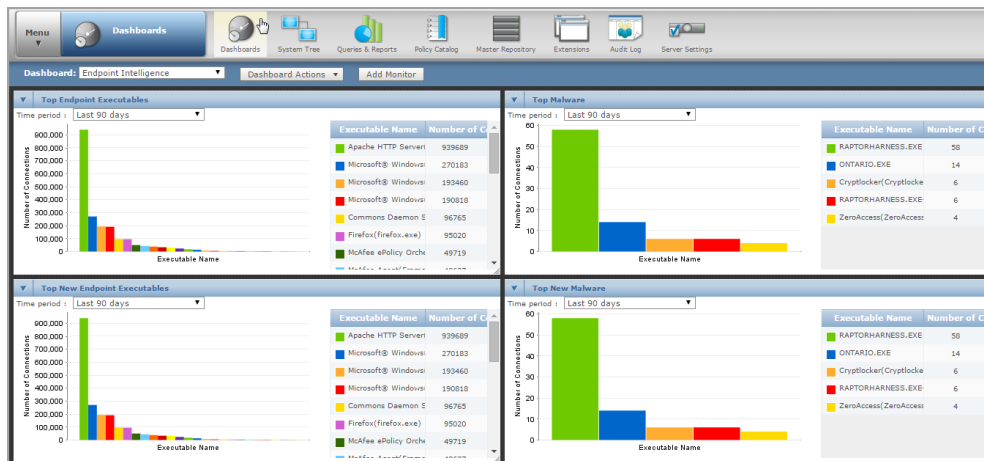 Menu
Dashboards
Dashboards
System Tree
Queries & Reports
Policy Catalog
Master Repository
Extensions
Audit Log
Server Settings
Dashboard: Endpoint Intelligence
Dashboard Actions
Add Monitor
Top Endpoint Executables
Time period : Last 90 days
Number of Connections
900,000
800,000
700,000
600,000
500,000
400,000
300,000
200,000
100,000
0
Executable Name
Executable Name Number of C
Apache HTTP Server 939689
Microsoft® Windows 270183
Microsoft® Windows 193460
Microsoft® Windows 190818
Commons Daemon S 96765
Firefox(firefox.exe) 95020
McAfee ePolicy Orche 49719
Top Malware
Time period : Last 90 days
Number of Connections
60
50
40
30
20
10
0
Executable Name
Executable Name Number of C
RAPTORHARNESS.EXE 58
ONTARIO.EXE 14
Cryptlocker(Cryptlocke 6
RAPTORHARNESS.EXE- 6
ZeroAccess(ZeroAccess 4
Top New Endpoint Executables
Time period : Last 90 days
Number of Connections
900,000
800,000
700,000
600,000
500,000
400,000
300,000
200,000
100,000
0
Executable Name
Executable Name Number of C
Apache HTTP Server 939689
Microsoft® Windows 270183
Microsoft® Windows 193460
Microsoft® Windows 190818
Commons Daemon S 96765
Firefox(firefox.exe) 95020
McAfee ePolicy Orche 49719
Top New Malware
Time period : Last 90 days
Number of Connections
60
50
40
30
20
10
0
Executable Name
Executable Name Number of C
RAPTORHARNESS.EXE 58
ONTARIO.EXE 14
Cryptlocker(Cryptlocke 6
RAPTORHARNESS.EXE- 6
ZeroAccess(ZeroAccess 4